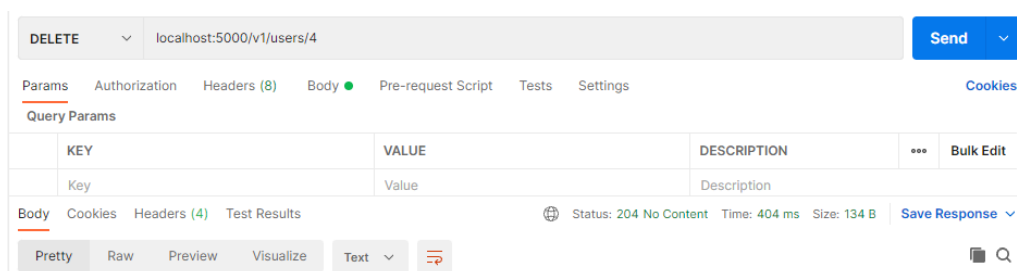 DELETE localhost:5000/v1/users/4 Send
Params Authorization Headers (8) Body Pre-request Script Tests Settings Cookies
Query Params
KEY VALUE DESCRIPTION Bulk Edit
Key Value Description
Body Cookies Headers (4) Test Results Status: 204 No Content Time: 404 ms Size: 134 B Save Response
Pretty Raw Preview Visualize Text